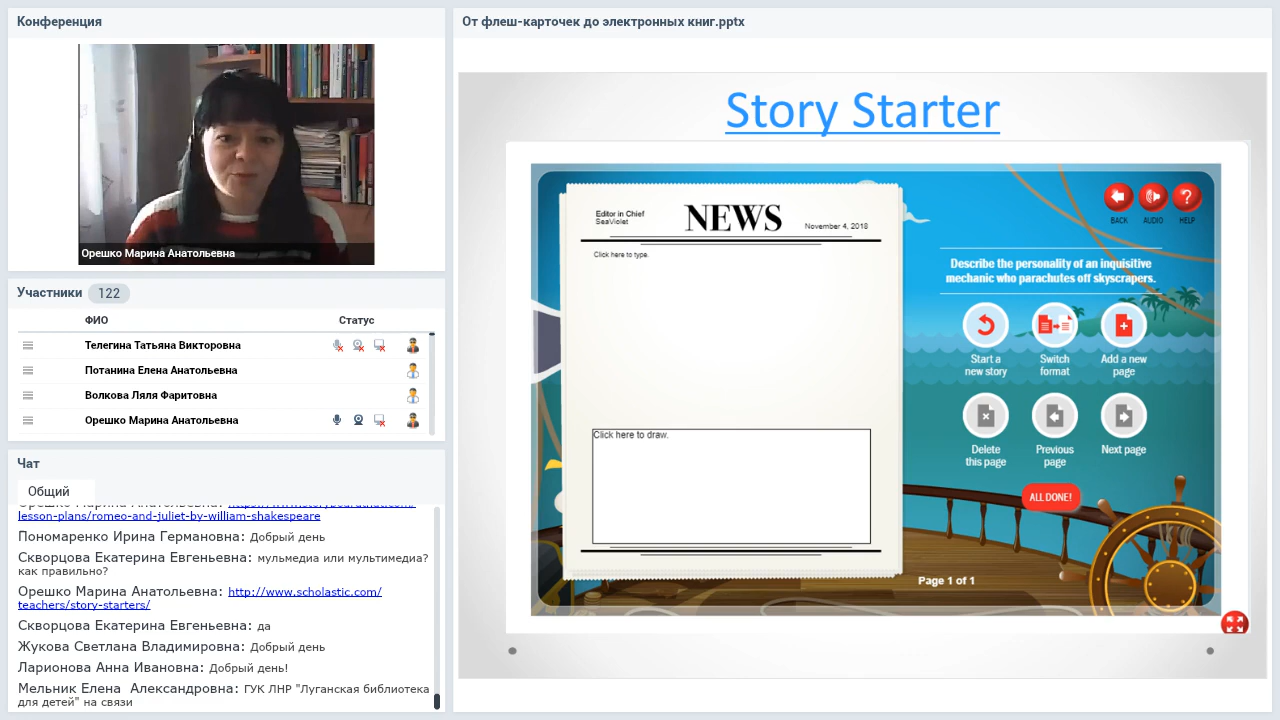 Конференция
Орешко Марина Анатольевна
Участники 122
ФИО Статус
Телегина Татьяна Викторовна
Потанина Елена Анатольевна
Волкова Ляля Фаритовна
Орешко Марина Анатольевна
Чат
Общий
Орешко Марина Анатольевна: https://www.storyboardthat.com/
lesson-plans/romeo-and-juliet-by-william-shakespeare
Пономаренко Ирина Германовна: Добрый день
Скворцова Екатерина Евгеньевна: мульмедиа или мультимедиа?
как правильно?
Орешко Марина Анатольевна: http://www.scholastic.com/
teachers/story-starters/
Скворцова Екатерина Евгеньевна: да
Жукова Светлана Владимировна: Добрый день
Ларионова Анна Ивановна: Добрый день!
Мельник Елена Александровна: ГУК ЛНР "Луганская библиотека
для детей" на связи
От флеш-карточек до электронных книг.pptx
Story Starter
Editor in Chief
SeaViolet
NEWS
November 4, 2018
Click here to type.
Click here to draw.
BACK AUDIO HELP
Describe the personality of an inquisitive
mechanic who parachutes off skyscrapers.
Start a
new story
Switch
format
Add a new
page
Delete
this page
Previous
page
Next page
ALL DONE!
Page 1 of 1